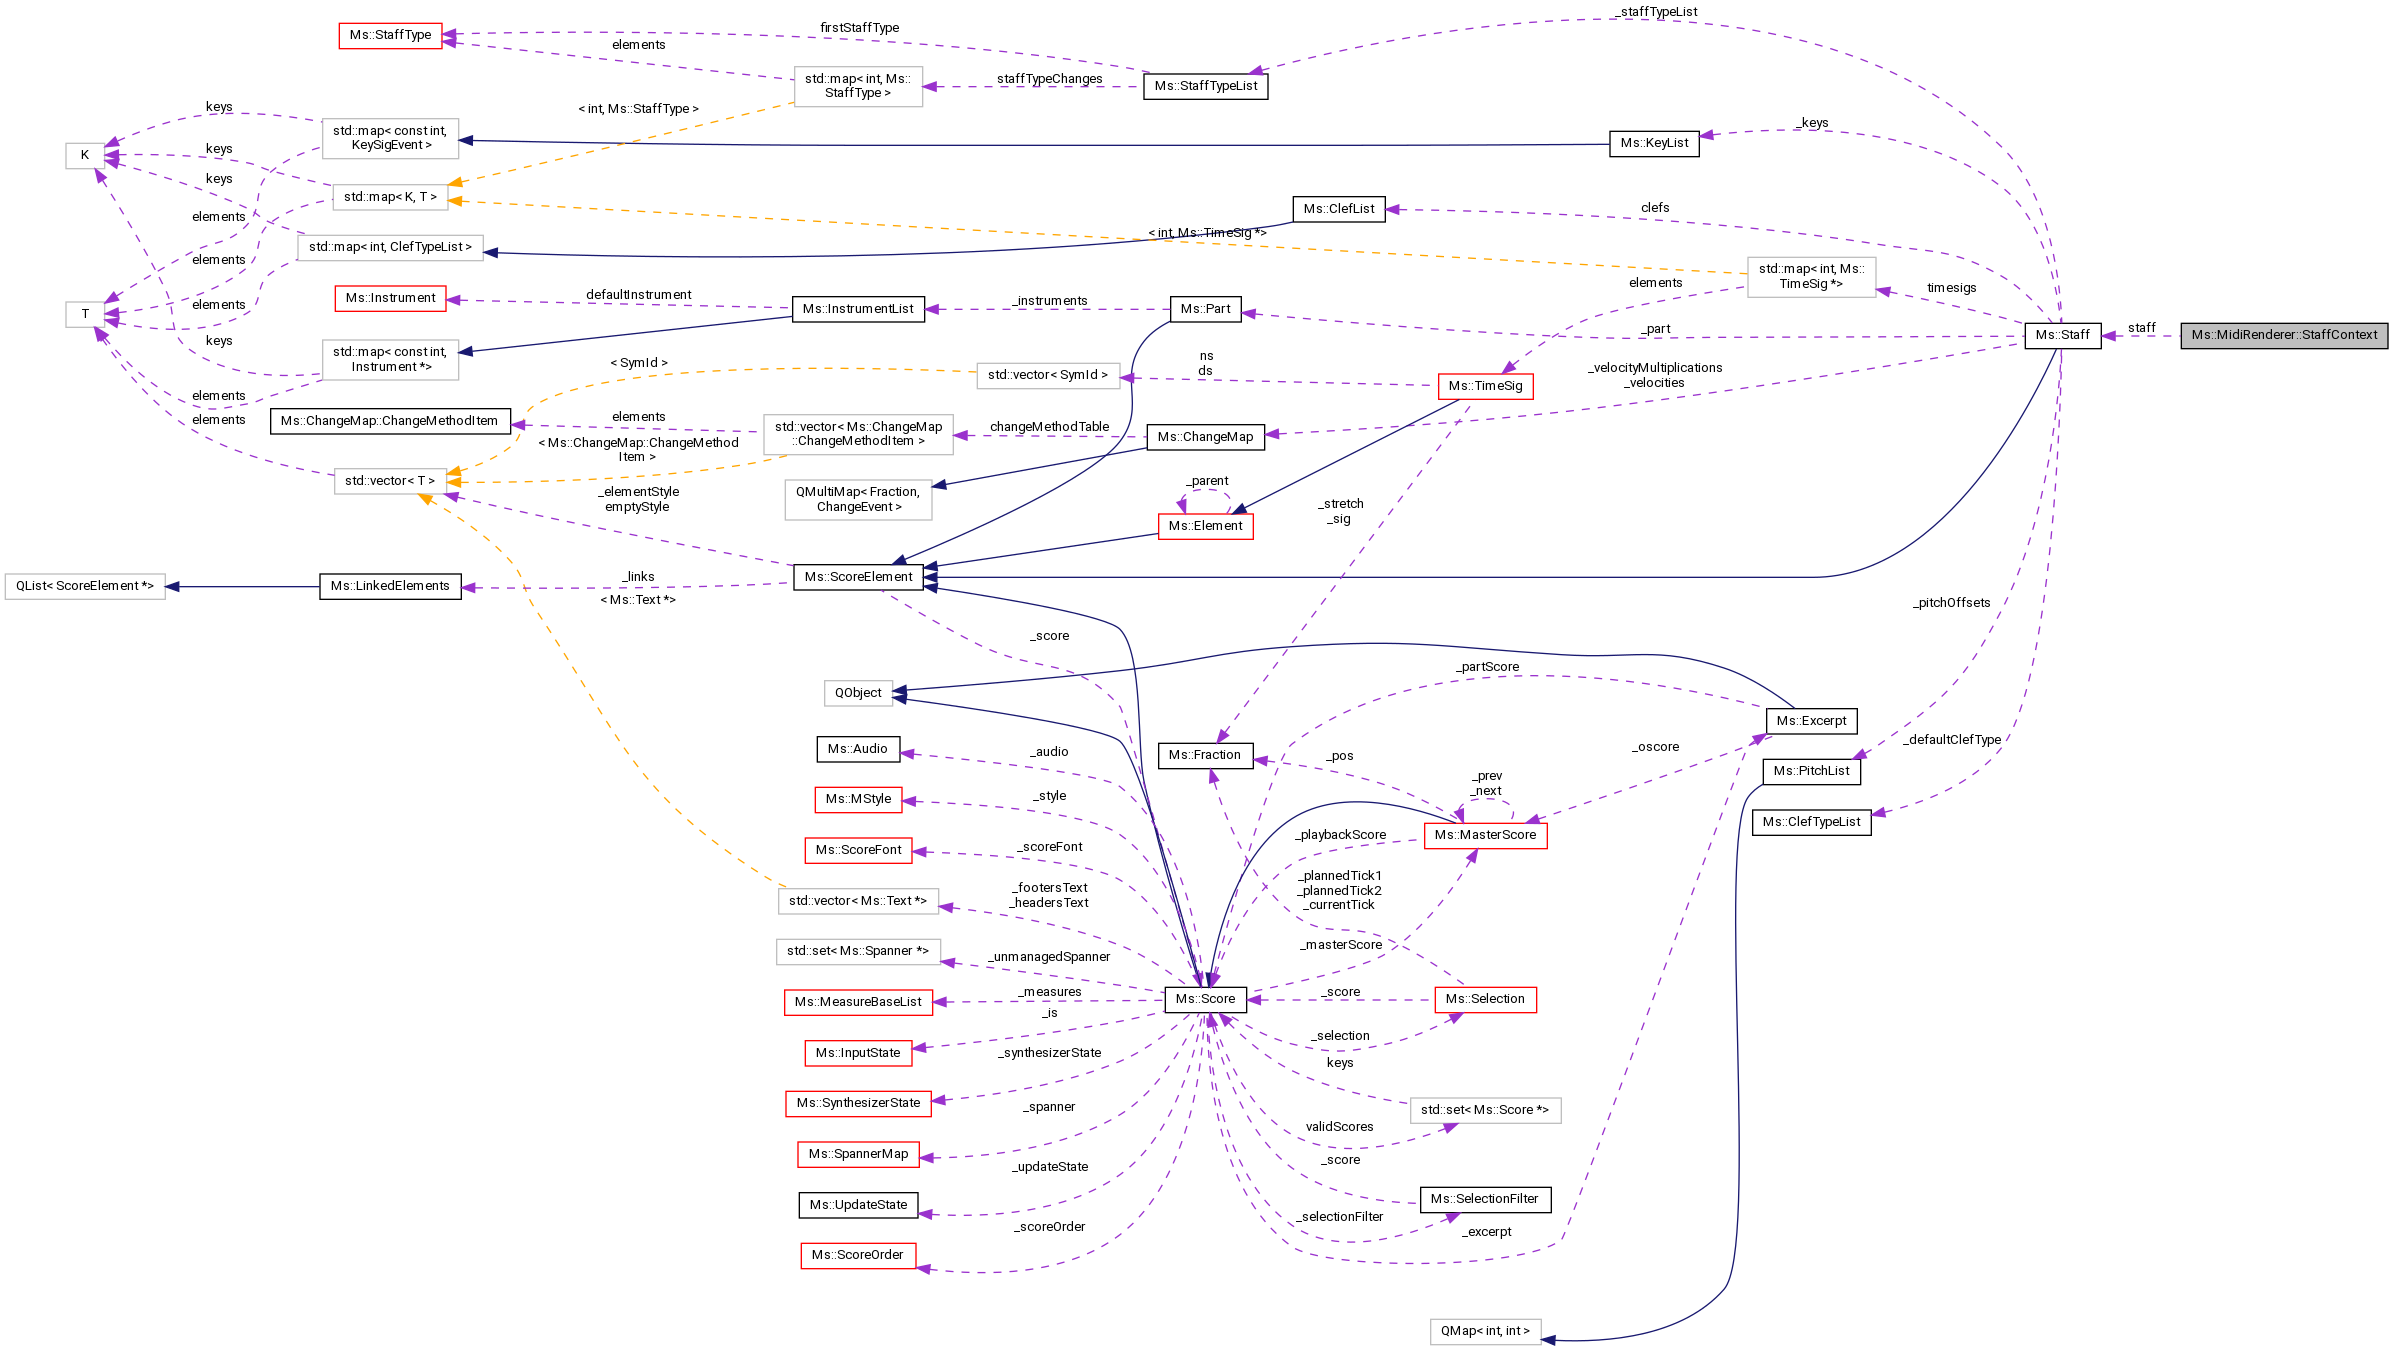 _staffTypeList
firstStaffType
Ms::StaffType
elements
std::map< int, Ms::
StaffType >
staffTypeChanges
Ms::StaffTypeList
keys
< int, Ms::StaffType >
_keys
std::map< const int,
KeySigEvent >
Ms::KeyList
K
keys
keys
std::map< K, T >
Ms::ClefList
clefs
elements
< int, Ms::TimeSig *>
std::map< int, ClefTypeList >
elements
std::map< int, Ms::
TimeSig *>
elements
timesigs
Ms::Instrument
defaultInstrument
Ms::InstrumentList
_instruments
Ms::Part
elements
T
_part
Ms::Staff
staff
Ms::MidiRenderer::StaffContext
keys
std::map< const int,
Instrument *>
< SymId >
std::vector< SymId >
ns
ds
Ms::TimeSig
_velocityMultiplications
_velocities
elements
elements
Ms::ChangeMap::ChangeMethodItem
elements
std::vector< Ms::ChangeMap
::ChangeMethodItem >
changeMethodTable
Ms::ChangeMap
< Ms::ChangeMap::ChangeMethod
Item >
std::vector< T >
_elementStyle
emptyStyle
QMultiMap< Fraction,
ChangeEvent >
_parent
Ms::Element
_stretch
_sig
QList< ScoreElement *>
Ms::LinkedElements
_links
Ms::ScoreElement
< Ms::Text *>
_pitchOffsets
_score
_partScore
QObject
Ms::Excerpt
Ms::Audio
_audio
Ms::Fraction
_pos
_oscore
_defaultClefType
Ms::PitchList
_prev
_next
Ms::MStyle
_style
Ms::ClefTypeList
Ms::MasterScore
_playbackScore
Ms::ScoreFont
_scoreFont
_plannedTick1
_plannedTick2
_currentTick
std::vector< Ms::Text *>
_footersText
_headersText
_masterScore
std::set< Ms::Spanner *>
_unmanagedSpanner
Ms::MeasureBaseList
_measures
Ms::Score
_score
Ms::Selection
_is
_selection
Ms::InputState
_synthesizerState
keys
Ms::SynthesizerState
_spanner
std::set< Ms::Score *>
validScores
Ms::SpannerMap
_updateState
_score
Ms::UpdateState
Ms::SelectionFilter
_scoreOrder
_selectionFilter
_excerpt
Ms::ScoreOrder
QMap< int, int >